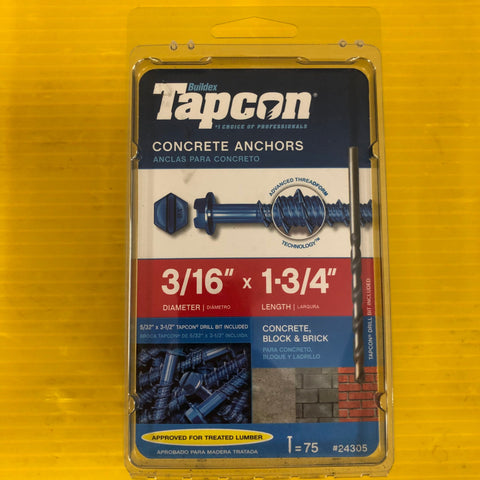 Buildex
Tapcon®
#1 CHOICE OF PROFESSIONALS
CONCRETE ANCHORS
ANCLAS PARA CONCRETO
ADVANCED THREADFORM
TECHNOLOGY™
3/16" x 1-3/4"
DIAMETER | DIÁMETRO
LENGTH | LARGURA
5/32" x 3-1/2" TAPCON® DRILL BIT INCLUDED
BROCA TAPCON® DE 5/32" x 3-1/2" INCLUIDA
CONCRETE,
BLOCK & BRICK
PARA CONCRETO,
BLOQUE Y LADRILLO
TAPCON® DRILL BIT INCLUDED
APPROVED FOR TREATED LUMBER
APROBADO PARA MADERA TRATADA
=75
#24305